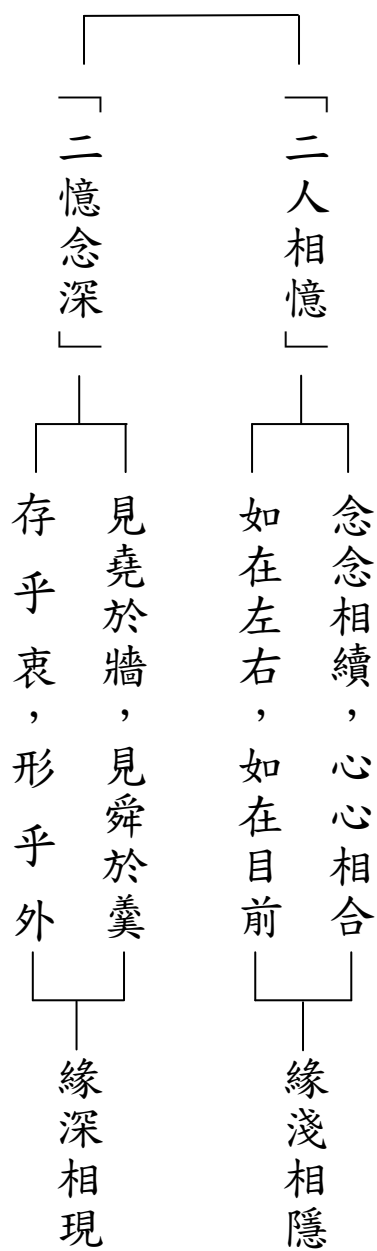 「二人相憶」
念念相續，心心相合
如在左右，如在目前
緣淺相隱
「二憶念深」
見堯於牆，見舜於羹
存乎衷，形乎外
緣深相現